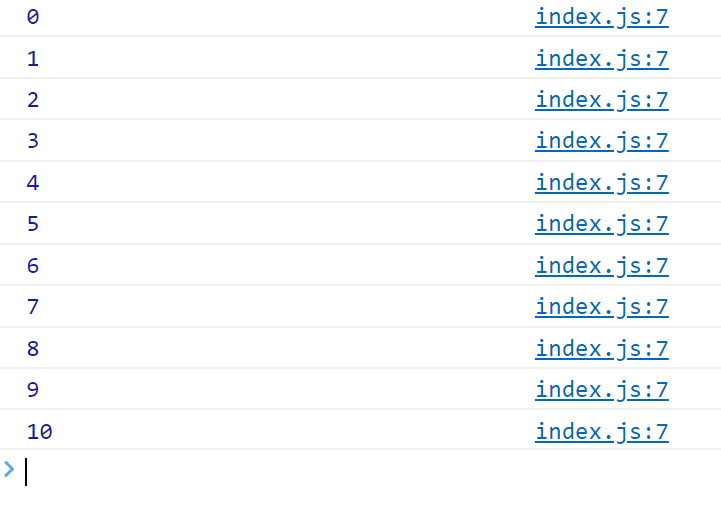 0 index.js:7
1 index.js:7
2 index.js:7
3 index.js:7
4 index.js:7
5 index.js:7
6 index.js:7
7 index.js:7
8 index.js:7
9 index.js:7
10 index.js:7
>